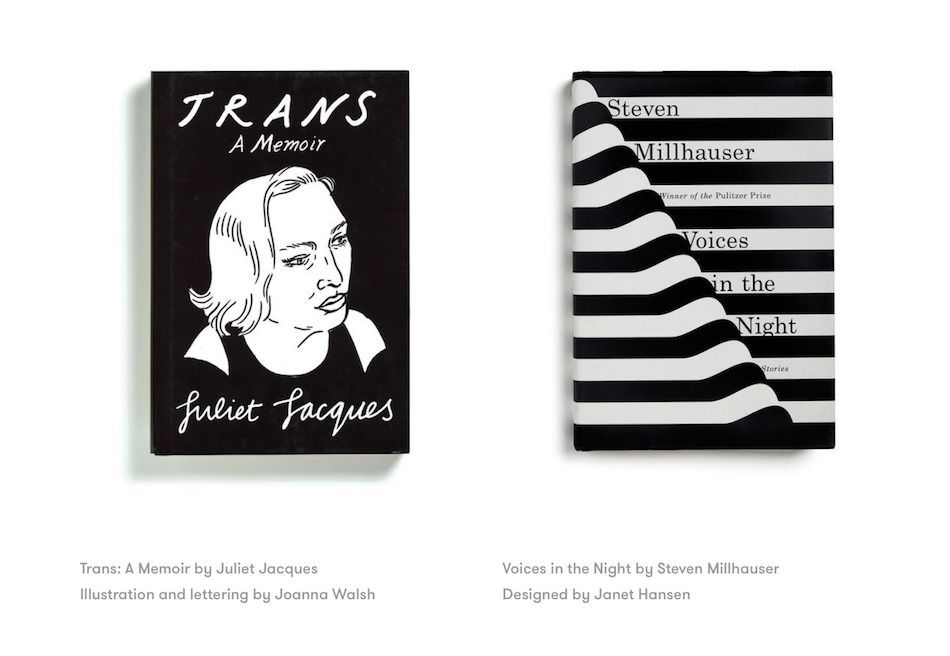 TRANS
A Memoir
Juliet Jacques
Steven
Millhauser
Winner of the Pulitzer Prize
Voices
in the
Night
Stories
Trans: A Memoir by Juliet Jacques
Illustration and lettering by Joanna Walsh
Voices in the Night by Steven Millhauser
Designed by Janet Hansen